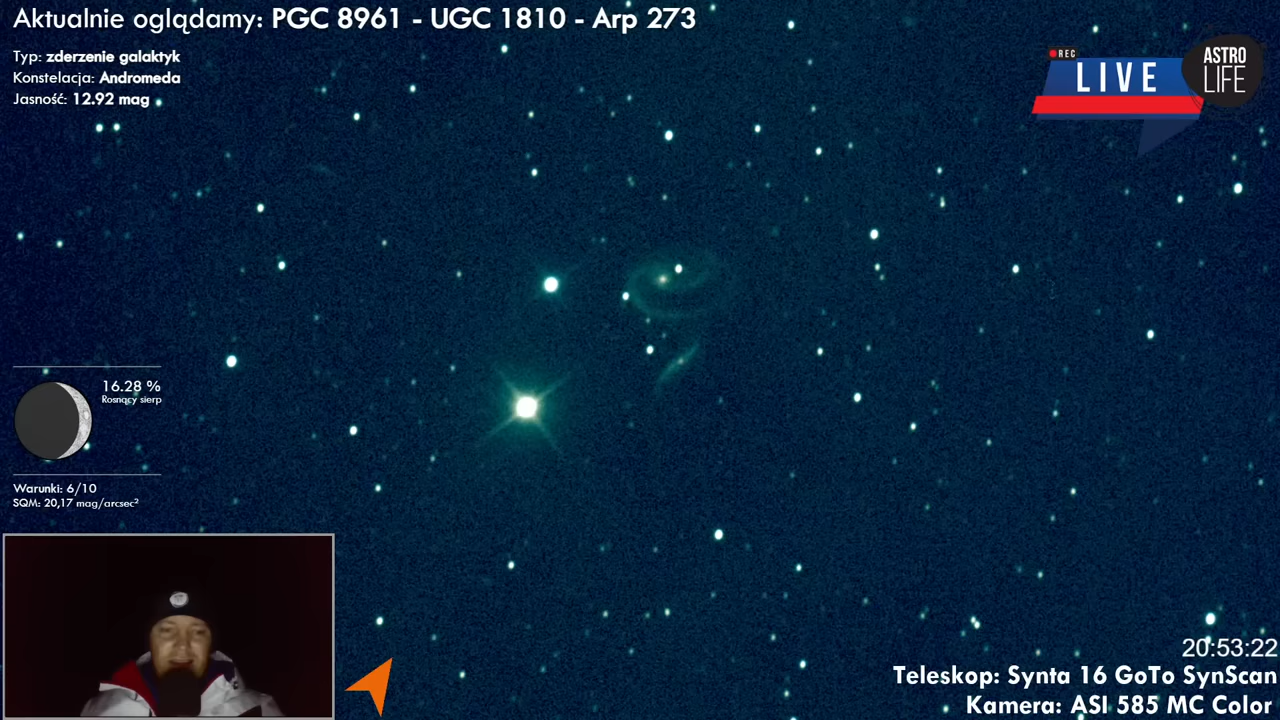 Aktualnie oglądamy: PGC 8961 - UGC 1810 - Arp 273
Typ: zderzenie galaktyk
Konstelacja: Andromeda
Jasność: 12.92 mag
REC
LIVE
ASTRO
LIFE
16.28 %
Rosnący sierp
Warunki: 6/10
SQM: 20,17 mag/arcsec²
20:53:22
Teleskop: Synta 16 GoTo SynScan
Kamera: ASI 585 MC Color